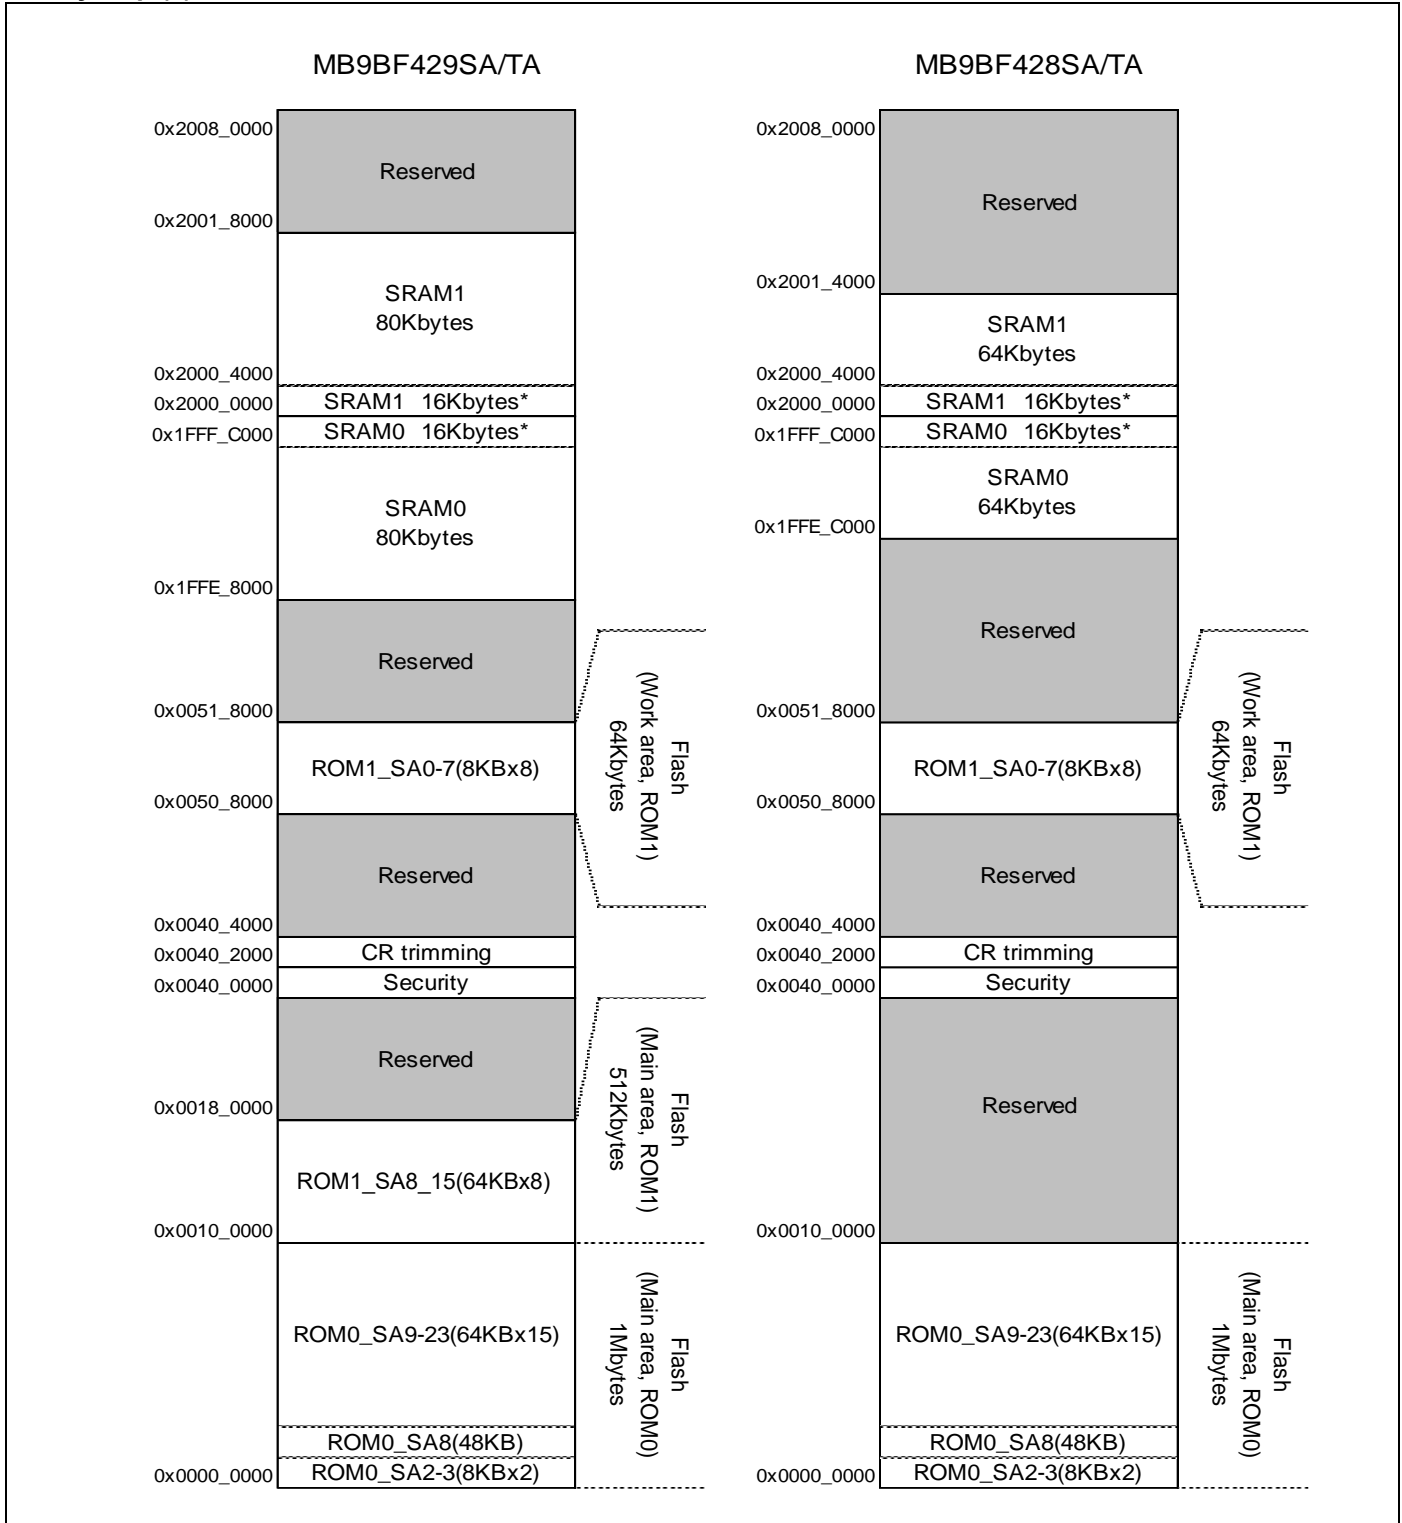 MB9BF429SA/TA
0x2008_0000
Reserved
0x2001_8000
SRAM1
80Kbytes
0x2000_4000
SRAM1 16Kbytes*
0x2000_0000
SRAM0 16Kbytes*
0x1FFF_C000
SRAM0
80Kbytes
0x1FFE_8000
Reserved
0x0051_8000
ROM1_SA0-7(8KBx8)
0x0050_8000
Flash
(Work area, ROM1)
64Kbytes
Reserved
0x0040_4000
CR trimming
0x0040_2000
Security
0x0040_0000
Reserved
0x0018_0000
ROM1_SA8_15(64KBx8)
0x0010_0000
Flash
(Main area, ROM1)
512Kbytes
ROM0_SA9-23(64KBx15)
ROM0_SA8(48KB)
ROM0_SA2-3(8KBx2)
0x0000_0000
Flash
(Main area, ROM0)
1Mbytes
MB9BF428SA/TA
0x2008_0000
Reserved
0x2001_4000
SRAM1
64Kbytes
0x2000_4000
SRAM1 16Kbytes*
0x2000_0000
SRAM0 16Kbytes*
0x1FFF_C000
SRAM0
64Kbytes
0x1FFE_C000
Reserved
0x0051_8000
ROM1_SA0-7(8KBx8)
0x0050_8000
Flash
(Work area, ROM1)
64Kbytes
Reserved
0x0040_4000
CR trimming
0x0040_2000
Security
0x0040_0000
Reserved
0x0010_0000
ROM0_SA9-23(64KBx15)
ROM0_SA8(48KB)
ROM0_SA2-3(8KBx2)
0x0000_0000
Flash
(Main area, ROM0)
1Mbytes